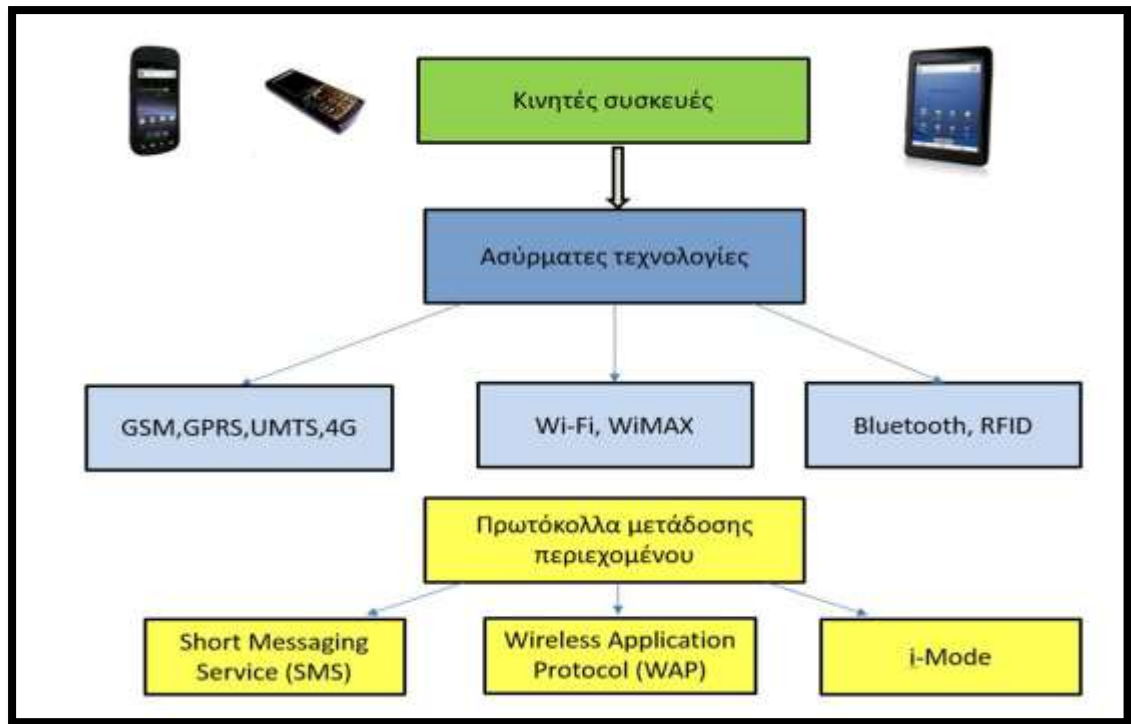 Κινητές συσκευές
Ασύρματες τεχνολογίες
GSM,GPRS,UMTS,4G
Wi-Fi, WiMAX
Bluetooth, RFID
Πρωτόκολλα μετάδοσης
περιεχομένου
Short Messaging
Service (SMS)
Wireless Application
Protocol (WAP)
i-Mode